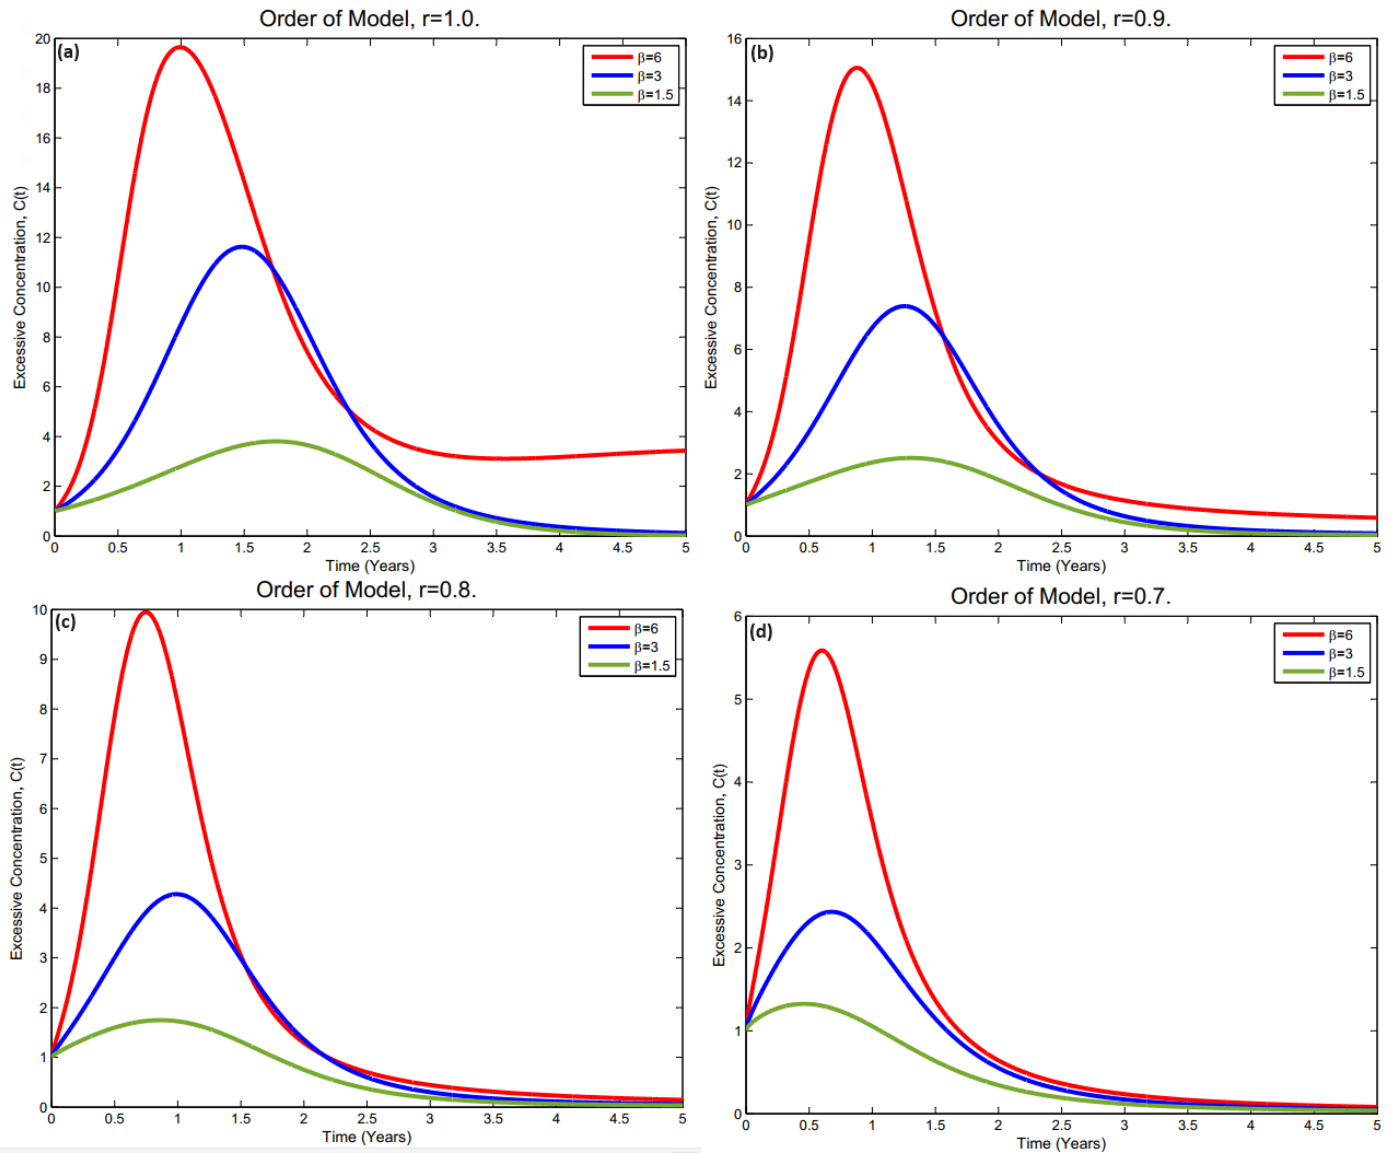 Order of Model, r=1.0.
(a)
β=6
β=3
β=1.5
Excessive Concentration, C(t)
20
18
16
14
12
10
8
6
4
2
0
0 0.5 1 1.5 2 2.5 3 3.5 4 4.5 5
Time (Years)
Order of Model, r=0.9.
(b)
β=6
β=3
β=1.5
Excessive Concentration, C(t)
16
14
12
10
8
6
4
2
0
0 0.5 1 1.5 2 2.5 3 3.5 4 4.5 5
Time (Years)
Order of Model, r=0.8.
(c)
β=6
β=3
β=1.5
Excessive Concentration, C(t)
10
9
8
7
6
5
4
3
2
1
0
0 0.5 1 1.5 2 2.5 3 3.5 4 4.5 5
Time (Years)
Order of Model, r=0.7.
(d)
β=6
β=3
β=1.5
Excessive Concentration, C(t)
6
5
4
3
2
1
0
0 0.5 1 1.5 2 2.5 3 3.5 4 4.5 5
Time (Years)